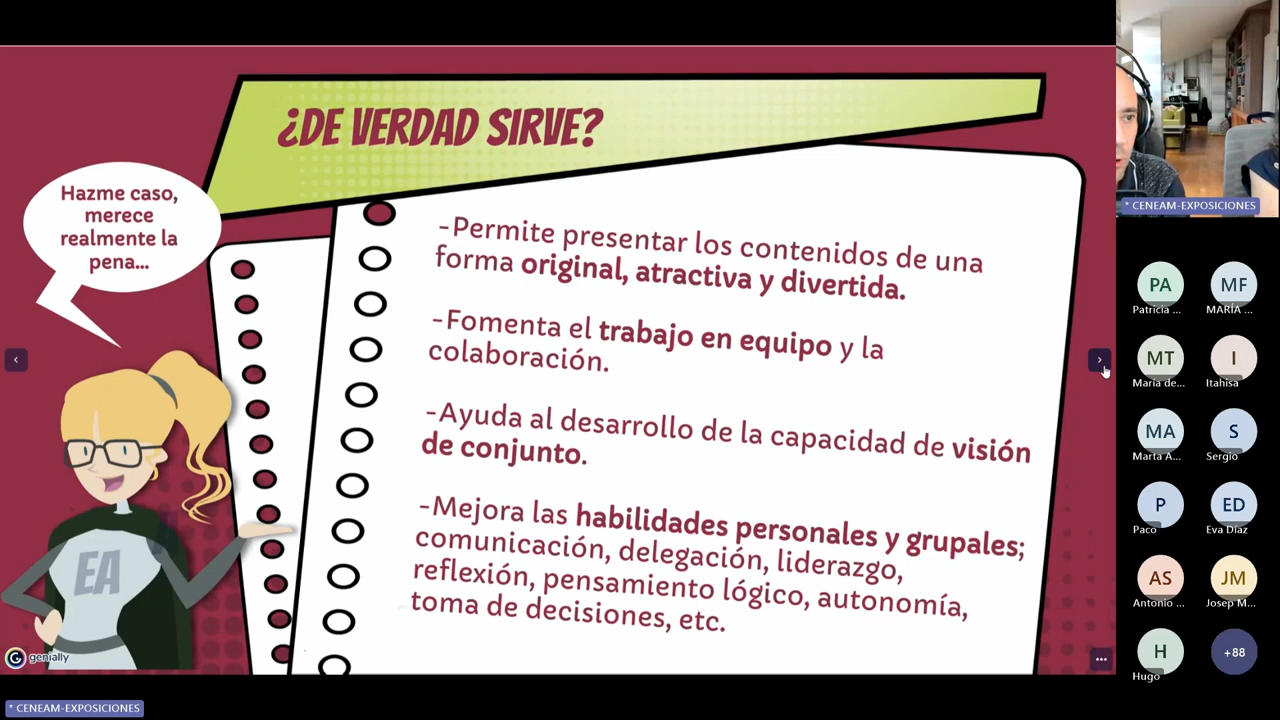 ¿DE VERDAD SIRVE?
Hazme caso,
merece
realmente la
pena...
-Permite presentar los contenidos de una
forma original, atractiva y divertida.
-Fomenta el trabajo en equipo y la
colaboración.
-Ayuda al desarrollo de la capacidad de visión
de conjunto.
-Mejora las habilidades personales y grupales;
comunicación, delegación, liderazgo,
reflexión, pensamiento lógico, autonomía,
toma de decisiones, etc.
EA
genially
* CENEAM-EXPOSICIONES
* CENEAM-EXPOSICIONES
PA
Patricia ...
MF
MARÍA ...
MT
María de...
I
Itahisa
MA
Marta A...
S
Sergio
P
Paco
ED
Eva Díaz
AS
Antonio ...
JM
Josep M...
H
Hugo
+88